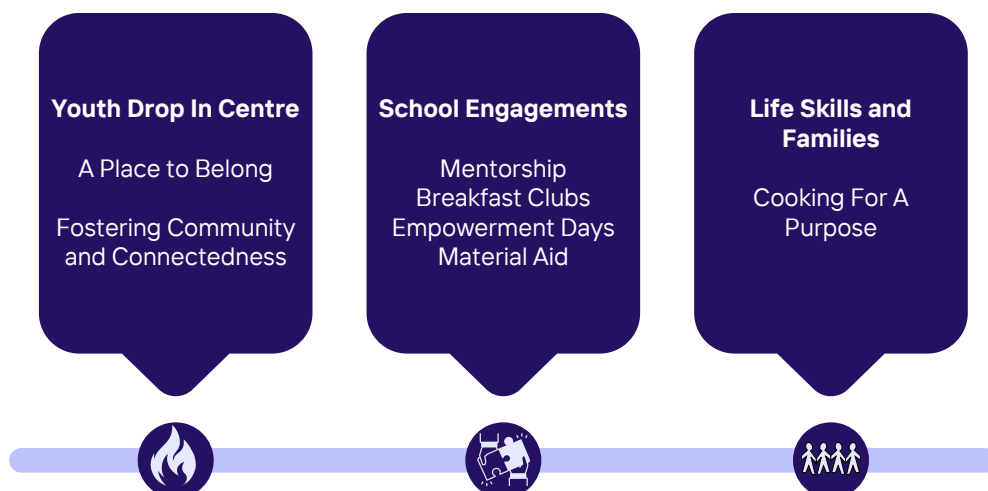 Youth Drop In Centre
A Place to Belong
Fostering Community
and Connectedness
School Engagements
Mentorship
Breakfast Clubs
Empowerment Days
Material Aid
Life Skills and
Families
Cooking For A
Purpose